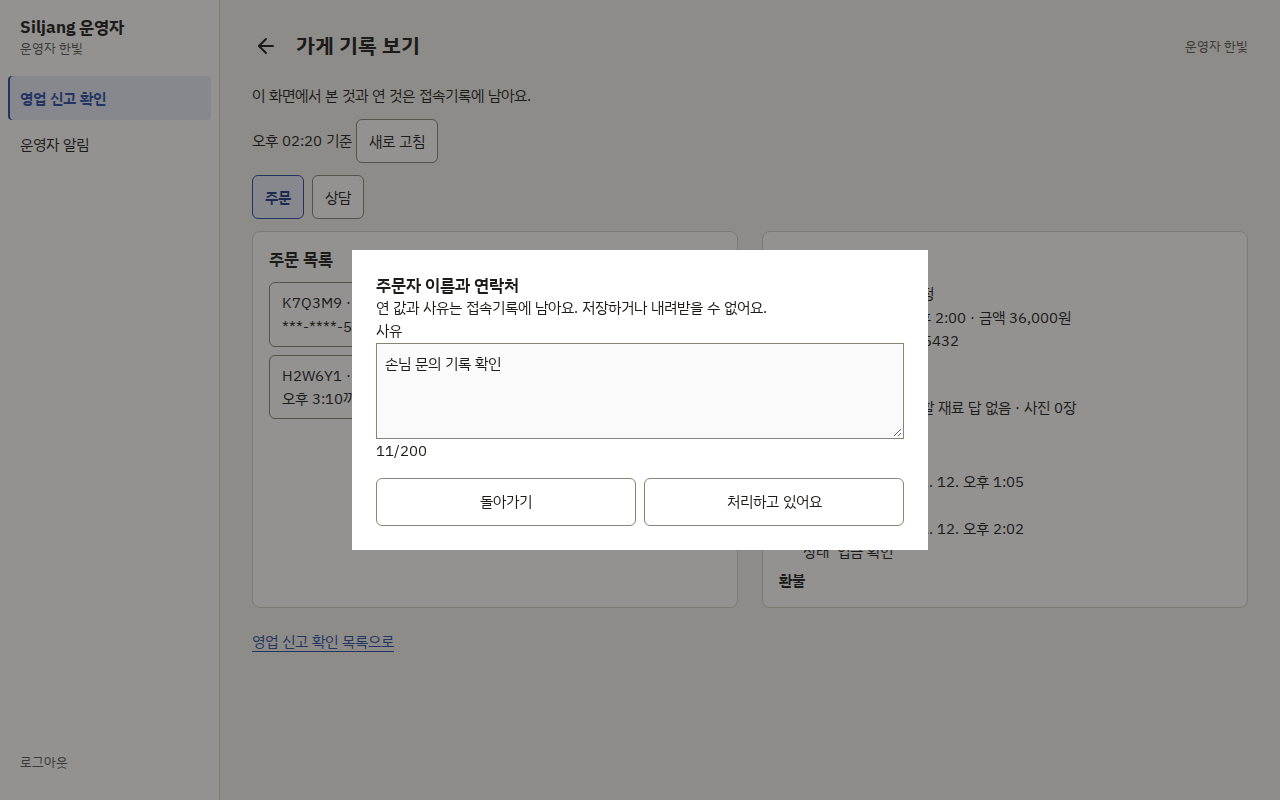 Siljang 운영자
운영자 한빛
영업 신고 확인
운영자 알림
로그아웃
가게 기록 보기
운영자 한빛
이 화면에서 본 것과 연 것은 접속기록에 남아요.
오후 02:20 기준
새로 고침
주문
상담
주문 목록
K7Q3M9 ·
***-****-5
H2W6Y1 ·
오후 3:10
주문자 이름과 연락처
연 값과 사유는 접속기록에 남아요. 저장하거나 내려받을 수 없어요.
사유
손님 문의 기록 확인
11/200
돌아가기
처리하고 있어요
2:00 · 금액 36,000원
5432
재료 답 없음 · 사진 0장
. 12. 오후 1:05
. 12. 오후 2:02
상태 입금 확인
환불
영업 신고 확인 목록으로